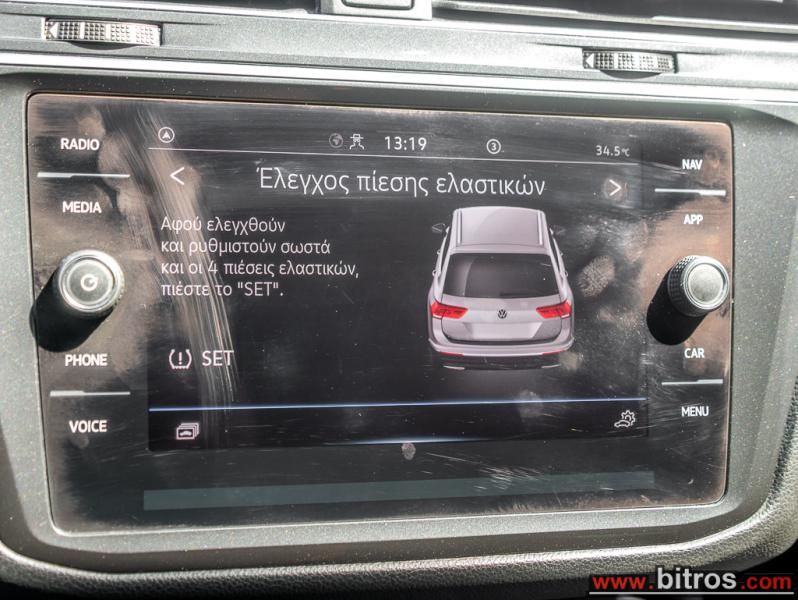 13:19
3
34.5°C
RADIO
MEDIA
PHONE
VOICE
Έλεγχος πίεσης ελαστικών
Αφού ελεγχθούν
και ρυθμιστούν σωστά
και οι 4 πιέσεις ελαστικών,
πιέστε το "SET".
SET
NAV
APP
CAR
MENU
www.bitros.com